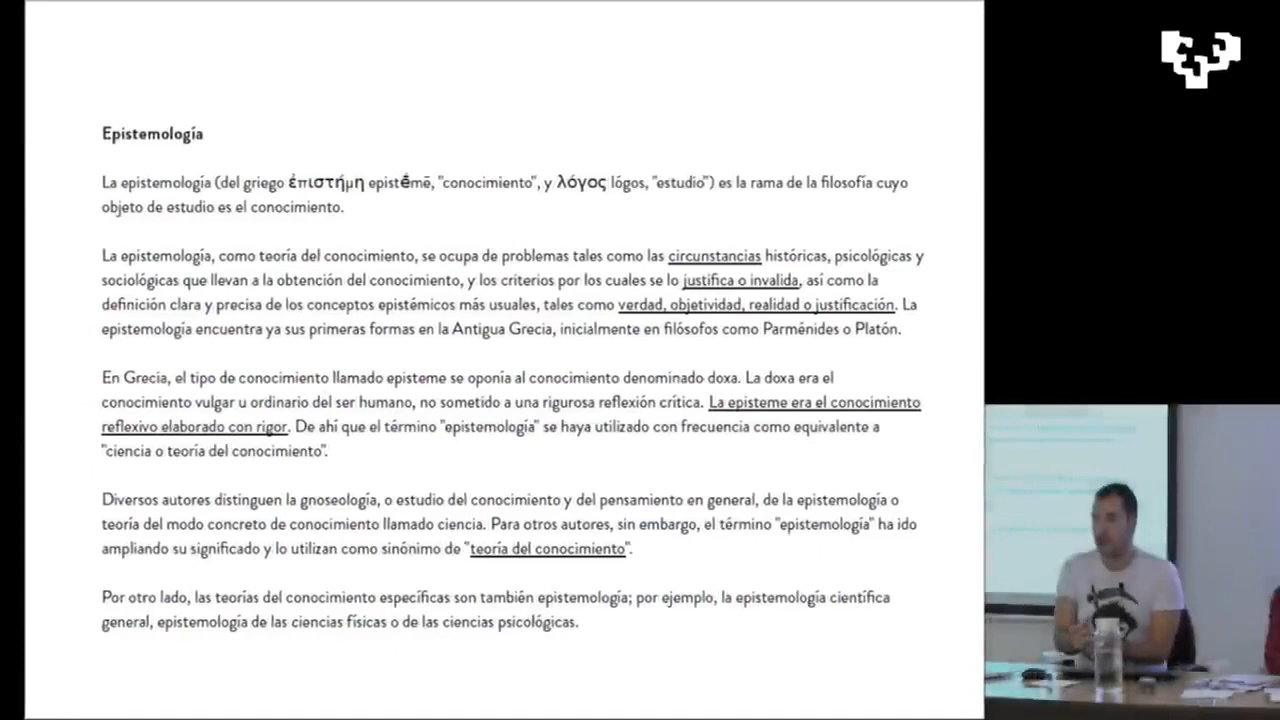 Epistemología
La epistemología (del griego ἐπιστήμη epistḗmē, "conocimiento", y λόγος lógos, "estudio") es la rama de la filosofía cuyo
objeto de estudio es el conocimiento.
La epistemología, como teoría del conocimiento, se ocupa de problemas tales como las circunstancias históricas, psicológicas y
sociológicas que llevan a la obtención del conocimiento, y los criterios por los cuales se lo justifica o invalida, así como la
definición clara y precisa de los conceptos epistémicos más usuales, tales como verdad, objetividad, realidad o justificación. La
epistemología encuentra ya sus primeras formas en la Antigua Grecia, inicialmente en filósofos como Parménides o Platón.
En Grecia, el tipo de conocimiento llamado episteme se oponía al conocimiento denominado doxa. La doxa era el
conocimiento vulgar u ordinario del ser humano, no sometido a una rigurosa reflexión crítica. La episteme era el conocimiento
reflexivo elaborado con rigor. De ahí que el término "epistemología" se haya utilizado con frecuencia como equivalente a
"ciencia o teoría del conocimiento".
Diversos autores distinguen la gnoseología, o estudio del conocimiento y del pensamiento en general, de la epistemología o
teoría del modo concreto de conocimiento llamado ciencia. Para otros autores, sin embargo, el término "epistemología" ha ido
ampliando su significado y lo utilizan como sinónimo de "teoría del conocimiento".
Por otro lado, las teorías del conocimiento específicas son también epistemología; por ejemplo, la epistemología científica
general, epistemología de las ciencias físicas o de las ciencias psicológicas.